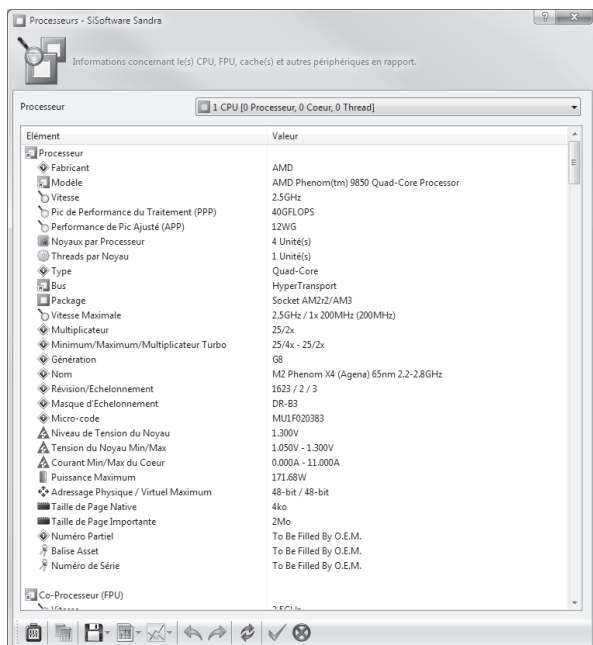 Processeurs - SiSoftware Sandra
Informations concernant le(s) CPU, FPU, cache(s) et autres périphériques en rapport.
Processeur 1 CPU [0 Processeur, 0 Coeur, 0 Thread]
Elément Valeur
Processeur
Fabricant AMD
Modèle AMD Phenom(tm) 9850 Quad-Core Processor
Vitesse 2.5GHz
Pic de Performance du Traitement (PPP) 40GFLOPS
Performance de Pic Ajusté (APP) 12WG
Noyaux par Processeur 4 Unité(s)
Threads par Noyau 1 Unité(s)
Type Quad-Core
Bus HyperTransport
Package Socket AM2r2/AM3
Vitesse Maximale 2.5GHz / 1x 200MHz (200MHz)
Multiplicateur 25/2x
Minimum/Maximum/Multiplicateur Turbo 25/4x - 25/2x
Génération G8
Nom M2 Phenom X4 (Agena) 65nm 2.2-2.8GHz
Révision/Echelonnement 1623 / 2 / 3
Masque d'Echelonnement DR-B3
Micro-code MU1F020383
Niveau de Tension du Noyau 1.300V
Tension du Noyau Min/Max 1.050V - 1.300V
Courant Min/Max du Coeur 0.000A - 11.000A
Puissance Maximum 171.68W
Adressage Physique / Virtuel Maximum 48-bit / 48-bit
Taille de Page Native 4ko
Taille de Page Importante 2Mo
Numéro Partiel To Be Filled By O.E.M.
Balise Asset To Be Filled By O.E.M.
Numéro de Série To Be Filled By O.E.M.
Co-Processeur (FPU)
Vitesse 2.5GHz